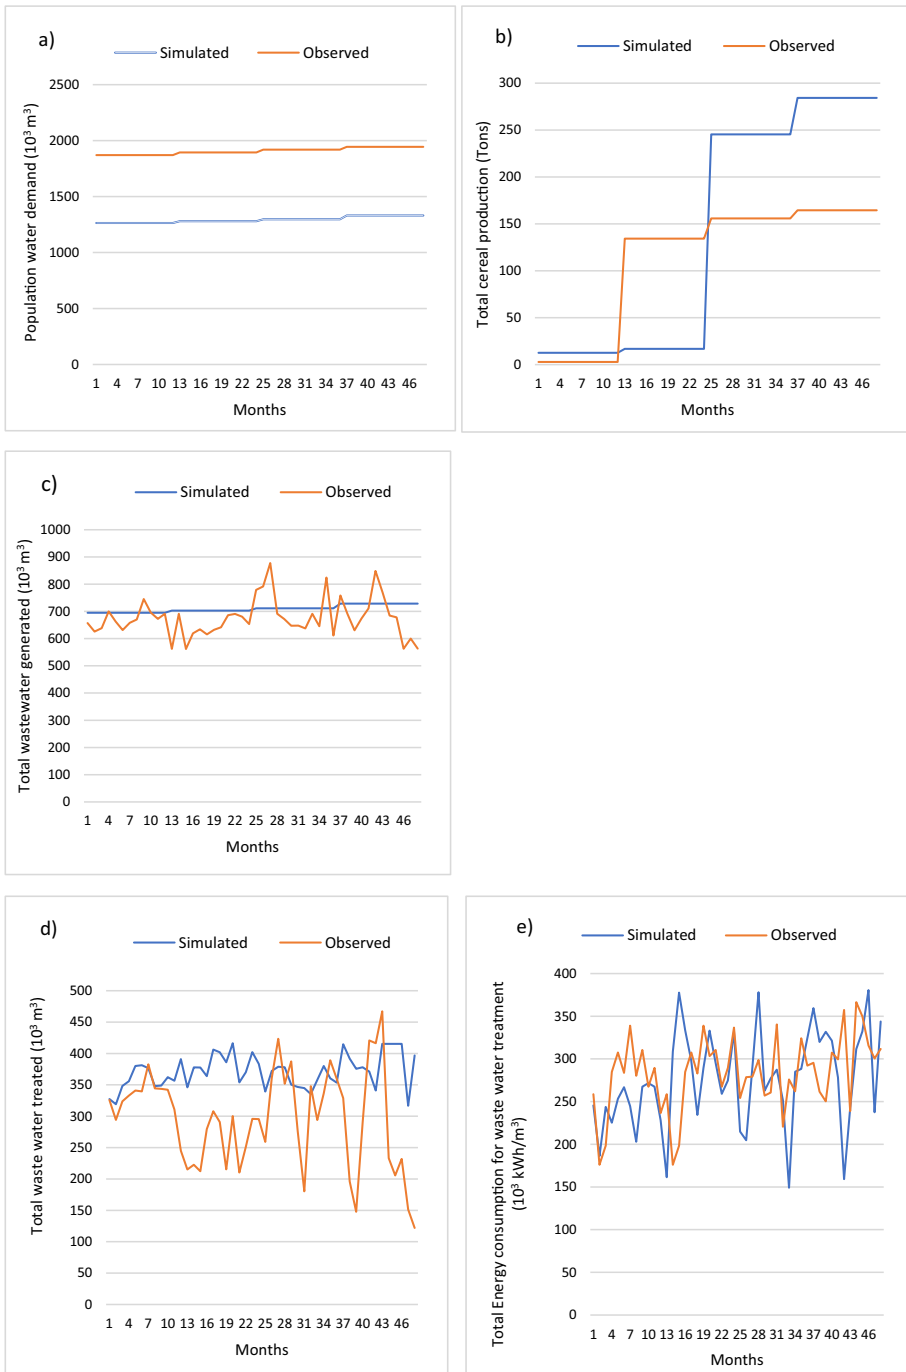 a)
Simulated Observed
Population water demand (10³ m³)
2500
2000
1500
1000
500
0
1 4 7 10 13 16 19 22 25 28 31 34 37 40 43 46
Months
b)
Simulated Observed
Total cereal production (Tons)
300
250
200
150
100
50
0
1 4 7 10 13 16 19 22 25 28 31 34 37 40 43 46
Months
c)
Simulated Observed
Total wastewater generated (10³ m³)
1000
900
800
700
600
500
400
300
200
100
0
1 4 7 10 13 16 19 22 25 28 31 34 37 40 43 46
Months
d)
Simulated Observed
Total waste water treated (10³ m³)
500
450
400
350
300
250
200
150
100
50
0
1 4 7 10 13 16 19 22 25 28 31 34 37 40 43 46
Months
e)
Simulated Observed
Total Energy consumption for waste water treatment
(10³ kWh/m³)
400
350
300
250
200
150
100
50
0
1 4 7 10 13 16 19 22 25 28 31 34 37 40 43 46
Months